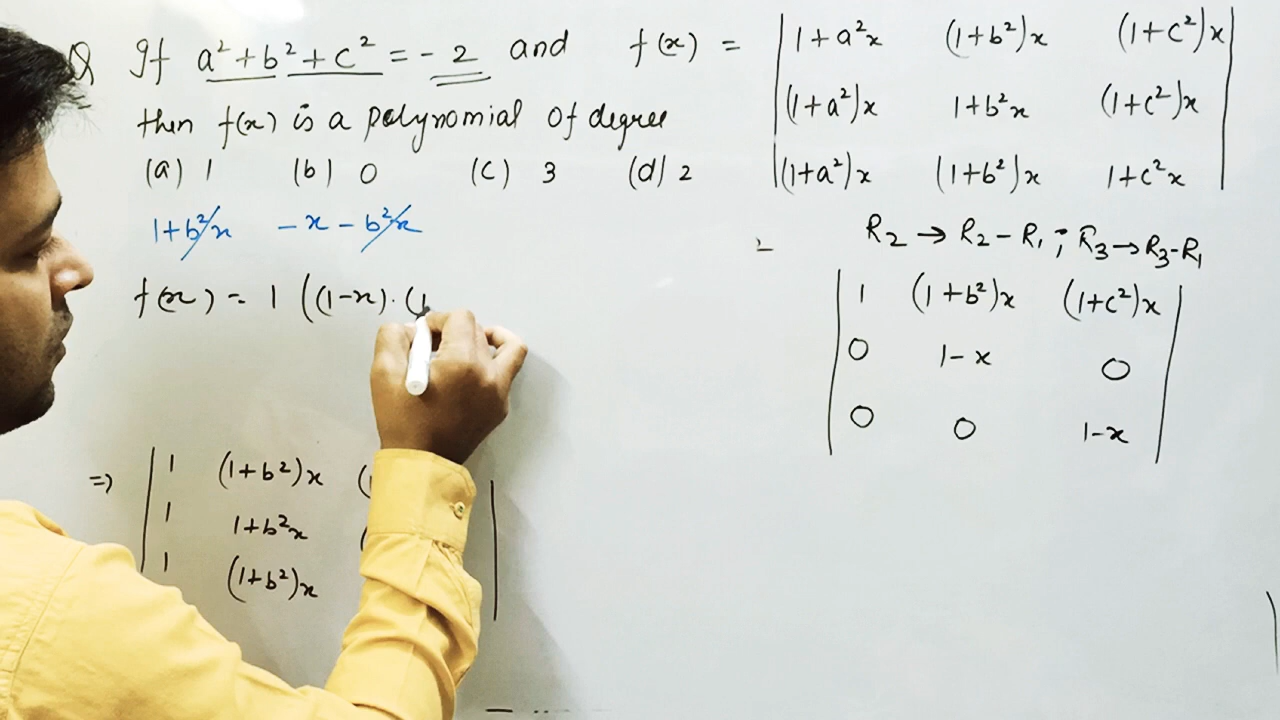 Q If a² + b² + c² = - 2 and f(x) =
then f(x) is a polynomial of degree
(a) 1 (b) 0 (c) 3 (d) 2
1+a²x (1+b²)x (1+c²)x
(1+a²)x 1+b²x (1+c²)x
(1+a²)x (1+b²)x 1+c²x
1+b²x - x - b²x
R₂ → R₂ - R₁ ; R₃ → R₃-R₁
f(x) = 1 ((1-x)·(1
1 (1+b²)x (1+c²)x
0 1-x 0
0 0 1-x
=> 1 (1+b²)x (
1 1+b²x (
1 (1+b²)x